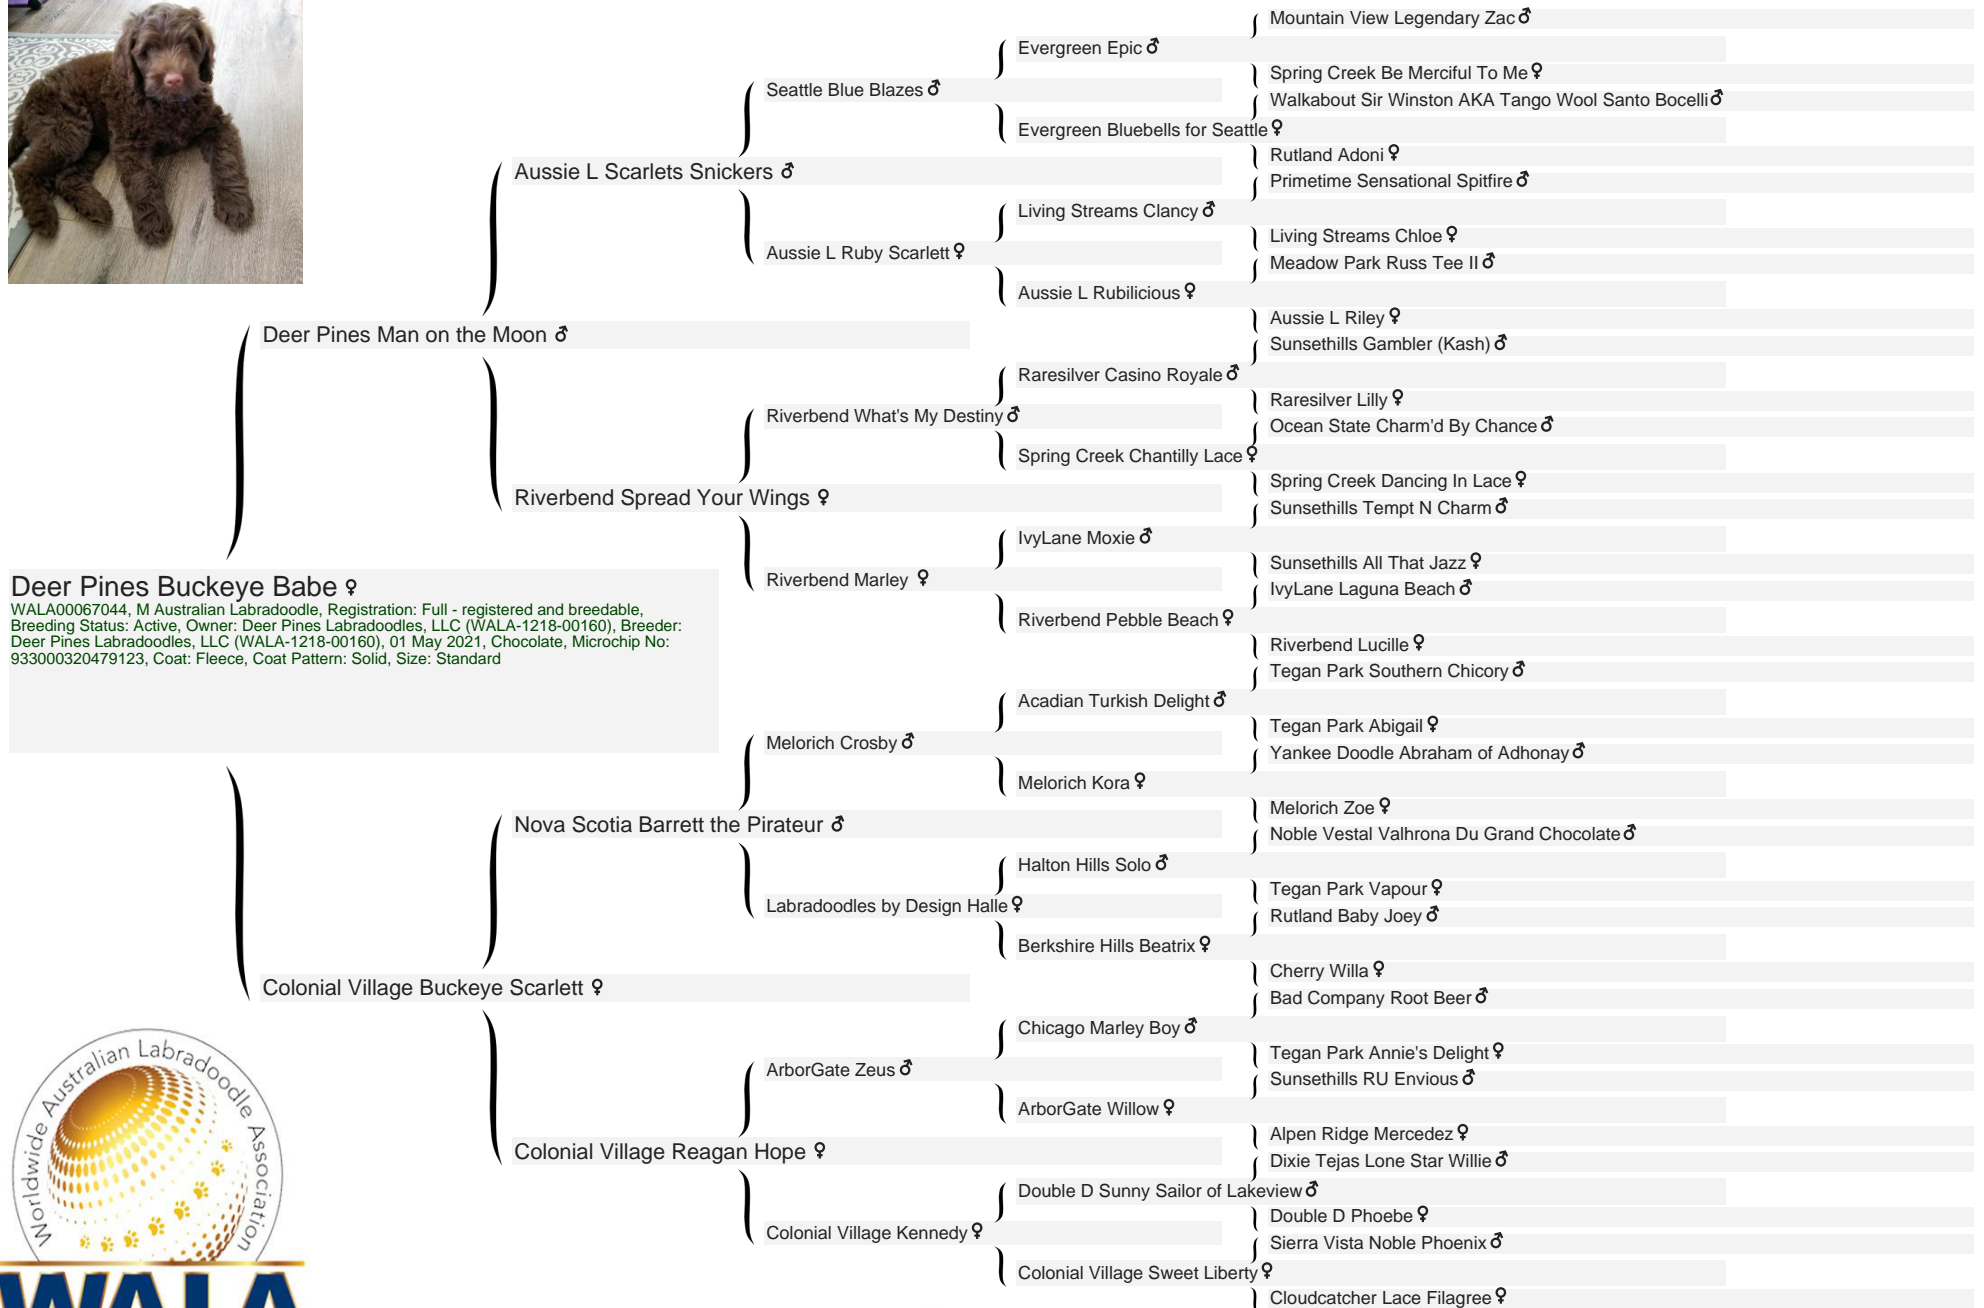 Mountain View Legendary Zac♂
Evergreen Epic ♂
Spring Creek Be Merciful To Me♀
Seattle Blue Blazes ♂
Walkabout Sir Winston AKA Tango Wool Santo Bocelli♂
Evergreen Bluebells for Seattle♀
Rutland Adoni♀
Aussie L Scarlets Snickers ♂
Primetime Sensational Spitfire♂
Living Streams Clancy♂
Living Streams Chloe♀
Aussie L Ruby Scarlett♀
Meadow Park Russ Tee II♂
Aussie L Rubilicious♀
Aussie L Riley♀
Deer Pines Man on the Moon ♂
Sunsethills Gambler (Kash)♂
Raresilver Casino Royale♂
Raresilver Lilly♀
Riverbend What's My Destiny♂
Ocean State Charm'd By Chance♂
Spring Creek Chantilly Lace♀
Spring Creek Dancing In Lace♀
Riverbend Spread Your Wings ♀
Sunsethills Tempt N Charm♂
IvyLane Moxie♂
Sunsethills All That Jazz♀
Riverbend Marley ♀
IvyLane Laguna Beach♂
Riverbend Pebble Beach♀
Riverbend Lucille♀
Deer Pines Buckeye Babe ♀
WALA00067044, M Australian Labradoodle, Registration: Full - registered and breedable,
Breeding Status: Active, Owner: Deer Pines Labradoodles, LLC (WALA-1218-00160), Breeder:
Deer Pines Labradoodles, LLC (WALA-1218-00160), 01 May 2021, Chocolate, Microchip No:
933000320479123, Coat: Fleece, Coat Pattern: Solid, Size: Standard
Tegan Park Southern Chicory♂
Acadian Turkish Delight♂
Tegan Park Abigail♀
Melorich Crosby♂
Yankee Doodle Abraham of Adhonay♂
Melorich Kora♀
Melorich Zoe♀
Nova Scotia Barrett the Pirateur ♂
Noble Vestal Valhrona Du Grand Chocolate♂
Halton Hills Solo♂
Tegan Park Vapour♀
Labradoodles by Design Halle♀
Rutland Baby Joey♂
Berkshire Hills Beatrix♀
Cherry Willa♀
Colonial Village Buckeye Scarlett ♀
Bad Company Root Beer♂
Chicago Marley Boy♂
Tegan Park Annie's Delight♀
ArborGate Zeus♂
Sunsethills RU Envious♂
ArborGate Willow♀
Alpen Ridge Mercedez♀
Colonial Village Reagan Hope ♀
Dixie Tejas Lone Star Willie♂
Double D Sunny Sailor of Lakeview♂
Double D Phoebe♀
Colonial Village Kennedy♀
Sierra Vista Noble Phoenix♂
Colonial Village Sweet Liberty♀
Cloudcatcher Lace Filagree♀
Worldwide Australian Labradoodle Association
WALA